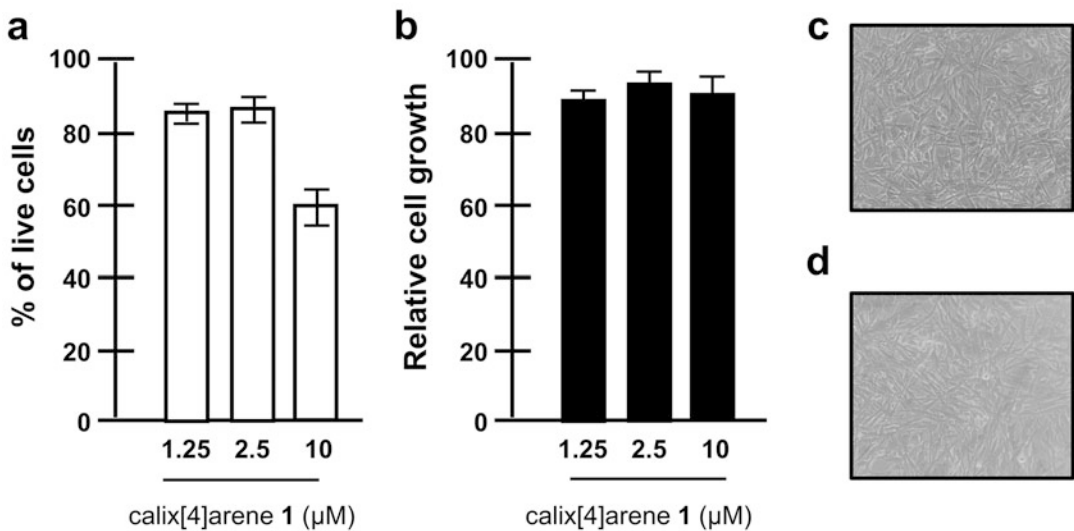 a
% of live cells
100
80
60
40
20
0
1.25 2.5 10
calix[4]arene 1 (µM)
b
Relative cell growth
100
80
60
40
20
0
1.25 2.5 10
calix[4]arene 1 (µM)
c
d